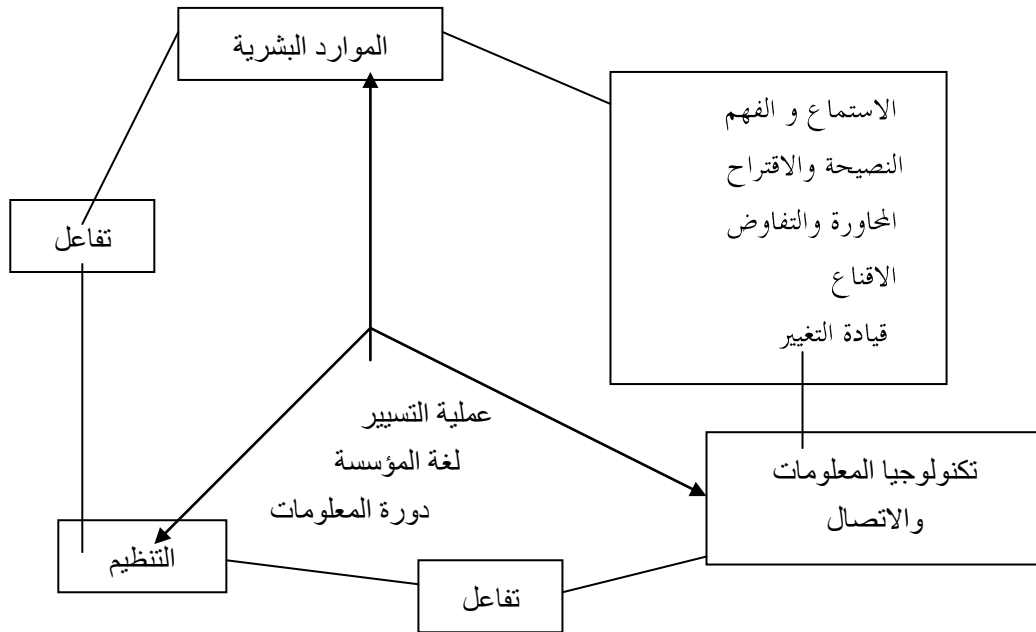 الموارد البشرية
الاستماع و الفهم
النصيحة والاقتراح
المحاورة والتفاوض
الاقناع
قيادة التغيير
تفاعل
عملية التسيير
لغة المؤسسة
دورة المعلومات
تكنولوجيا المعلومات
والاتصال
التنظيم
تفاعل